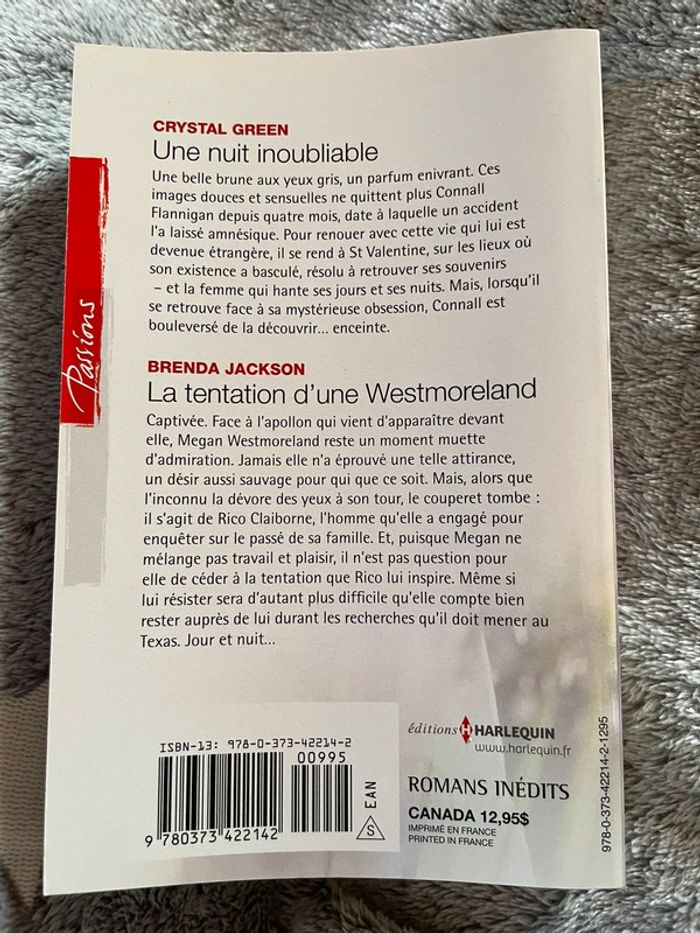 CRYSTAL GREEN
Une nuit inoubliable
Une belle brune aux yeux gris, un parfum enivrant. Ces
images douces et sensuelles ne quittent plus Connall
Flannigan depuis quatre mois, date à laquelle un accident
l'a laissé amnésique. Pour renouer avec cette vie qui lui est
devenue étrangère, il se rend à St Valentine, sur les lieux où
son existence a basculé, résolu à retrouver ses souvenirs
– et la femme qui hante ses jours et ses nuits. Mais, lorsqu'il
se retrouve face à sa mystérieuse obsession, Connall est
bouleversé de la découvrir... enceinte.
Passions
BRENDA JACKSON
La tentation d'une Westmoreland
Captivée. Face à l'apollon qui vient d'apparaître devant
elle, Megan Westmoreland reste un moment muette
d'admiration. Jamais elle n'a éprouvé une telle attirance,
un désir aussi sauvage pour qui que ce soit. Mais, alors que
l'inconnu la dévore des yeux à son tour, le couperet tombe :
il s'agit de Rico Claiborne, l'homme qu'elle a engagé pour
enquêter sur le passé de sa famille. Et, puisque Megan ne
mélange pas travail et plaisir, il n'est pas question pour
elle de céder à la tentation que Rico lui inspire. Même si
lui résister sera d'autant plus difficile qu'elle compte bien
rester auprès de lui durant les recherches qu'il doit mener au
Texas. Jour et nuit...
ISBN-13: 978-0-373-42214-2
00995
9 780373 422142
EAN
S
éditions H HARLEQUIN
www.harlequin.fr
ROMANS INÉDITS
CANADA 12,95$
IMPRIMÉ EN FRANCE
PRINTED IN FRANCE
978-0-373-42214-2-1295